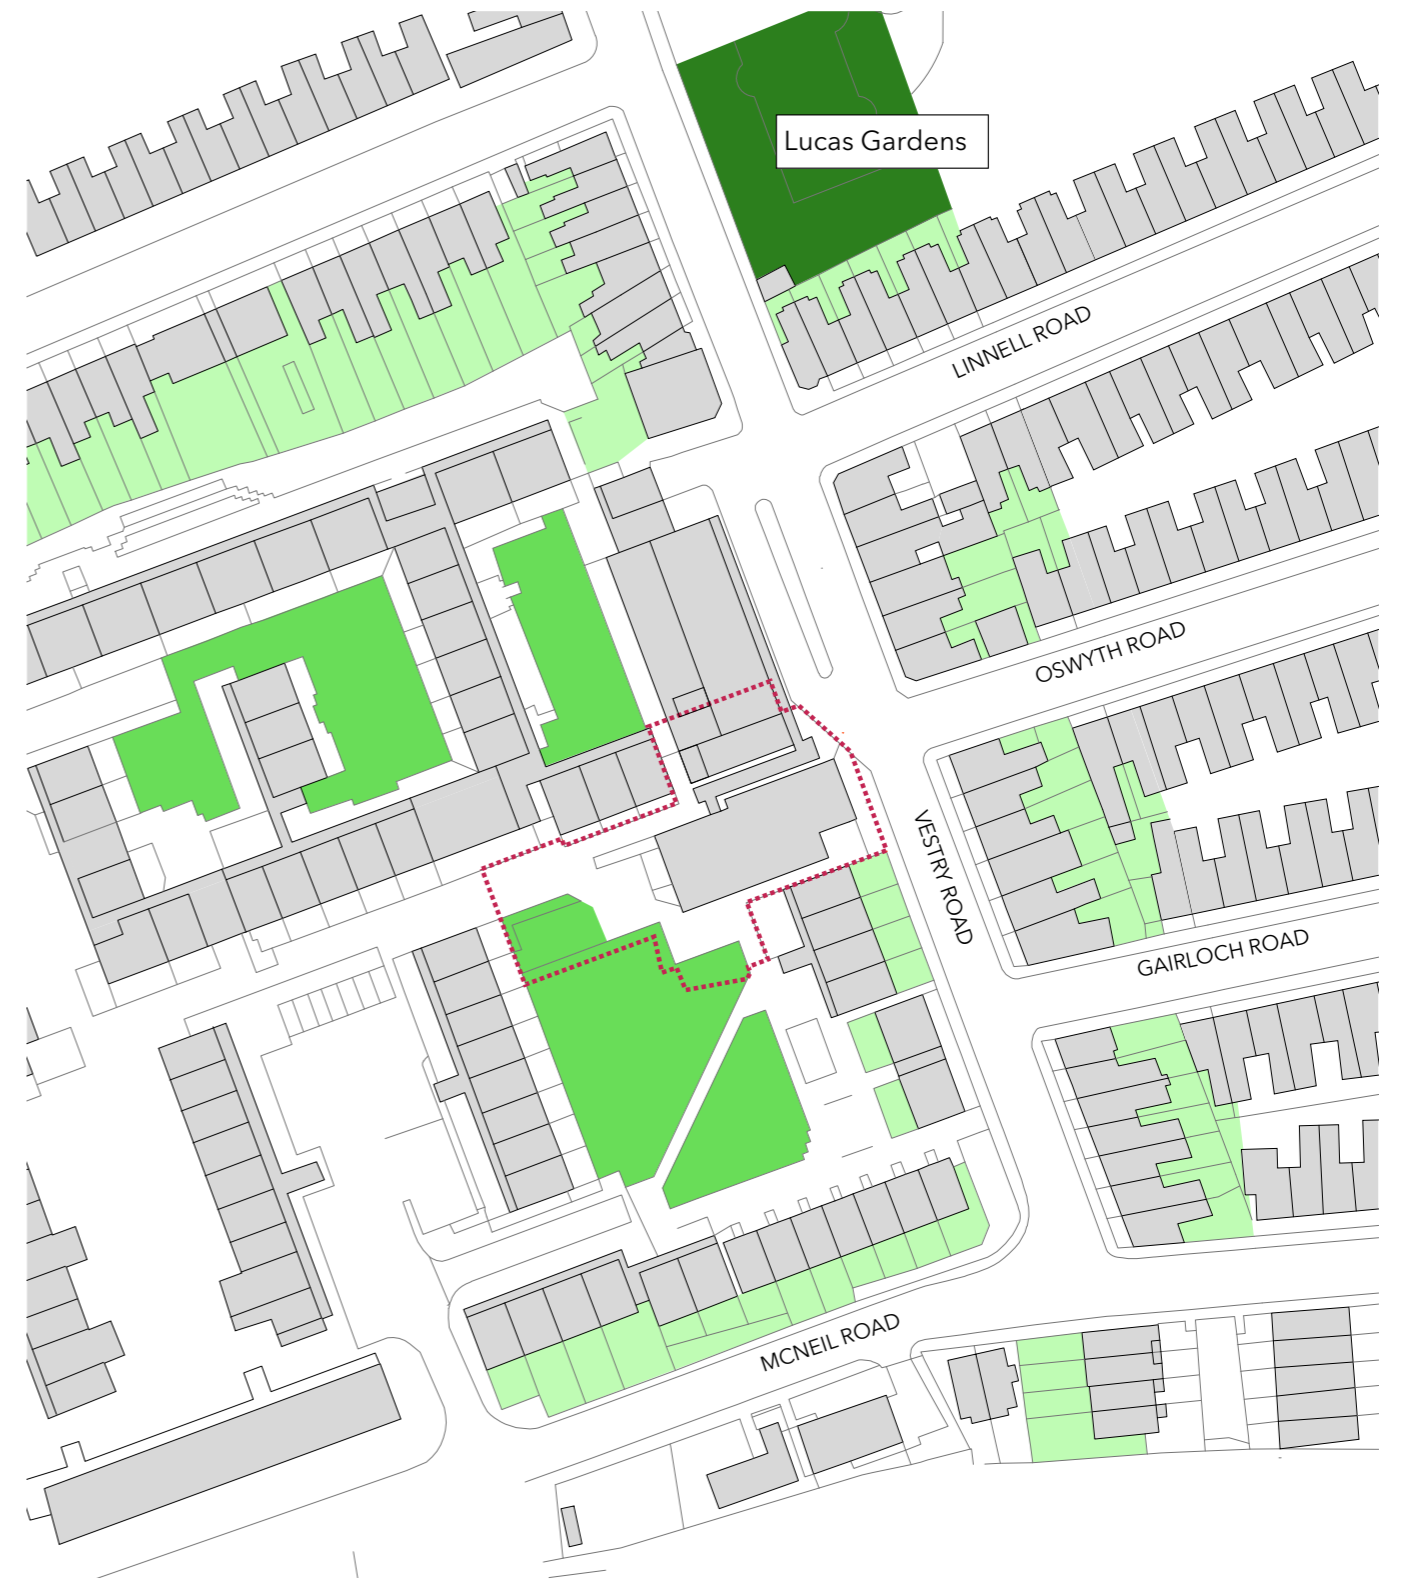 Lucas Gardens
LINNELL ROAD
OSWYTH ROAD
VESTRY ROAD
GAIRLOCH ROAD
MCNEIL ROAD